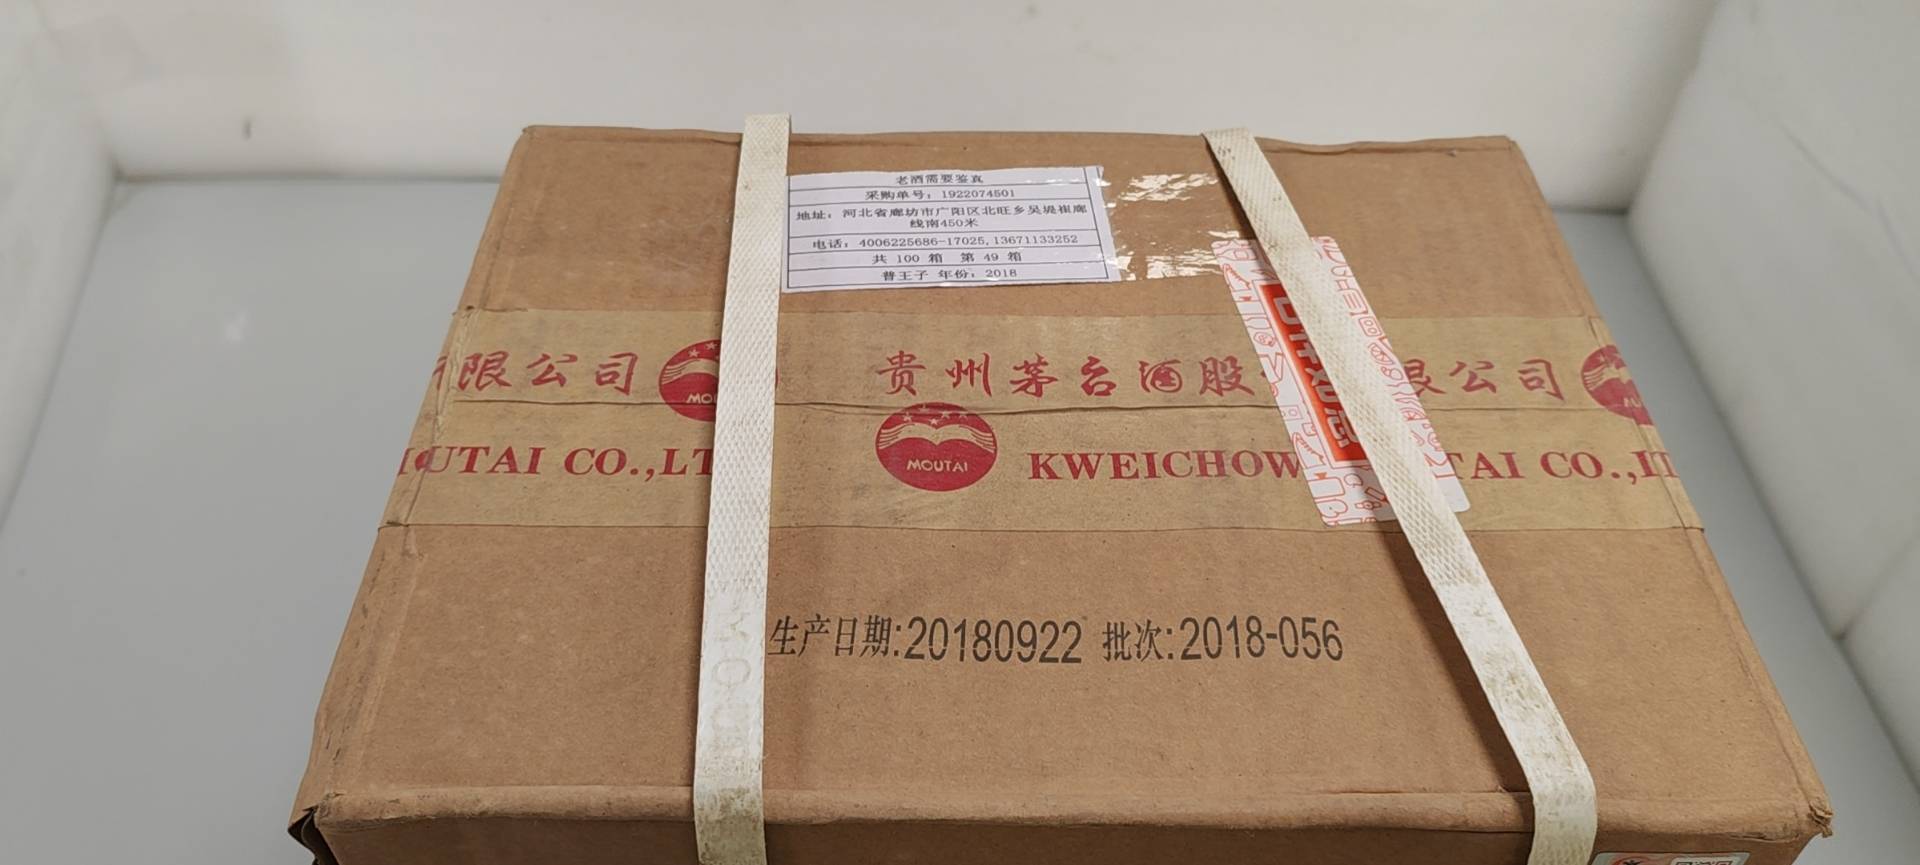 老酒需要鉴真
采购单号：1922074501
地址：河北省廊坊市广阳区北旺乡吴堤崔廊
线南450米
电话：4006225686-17025,13671133252
共 100 箱 第 49 箱
普王子 年份：2018
限公司
贵州茅台酒股
限公司
MOUTAI
UTAI CO.,LT
KWEICHOW
TAI CO.,
生产日期:20180922 批次:2018-056